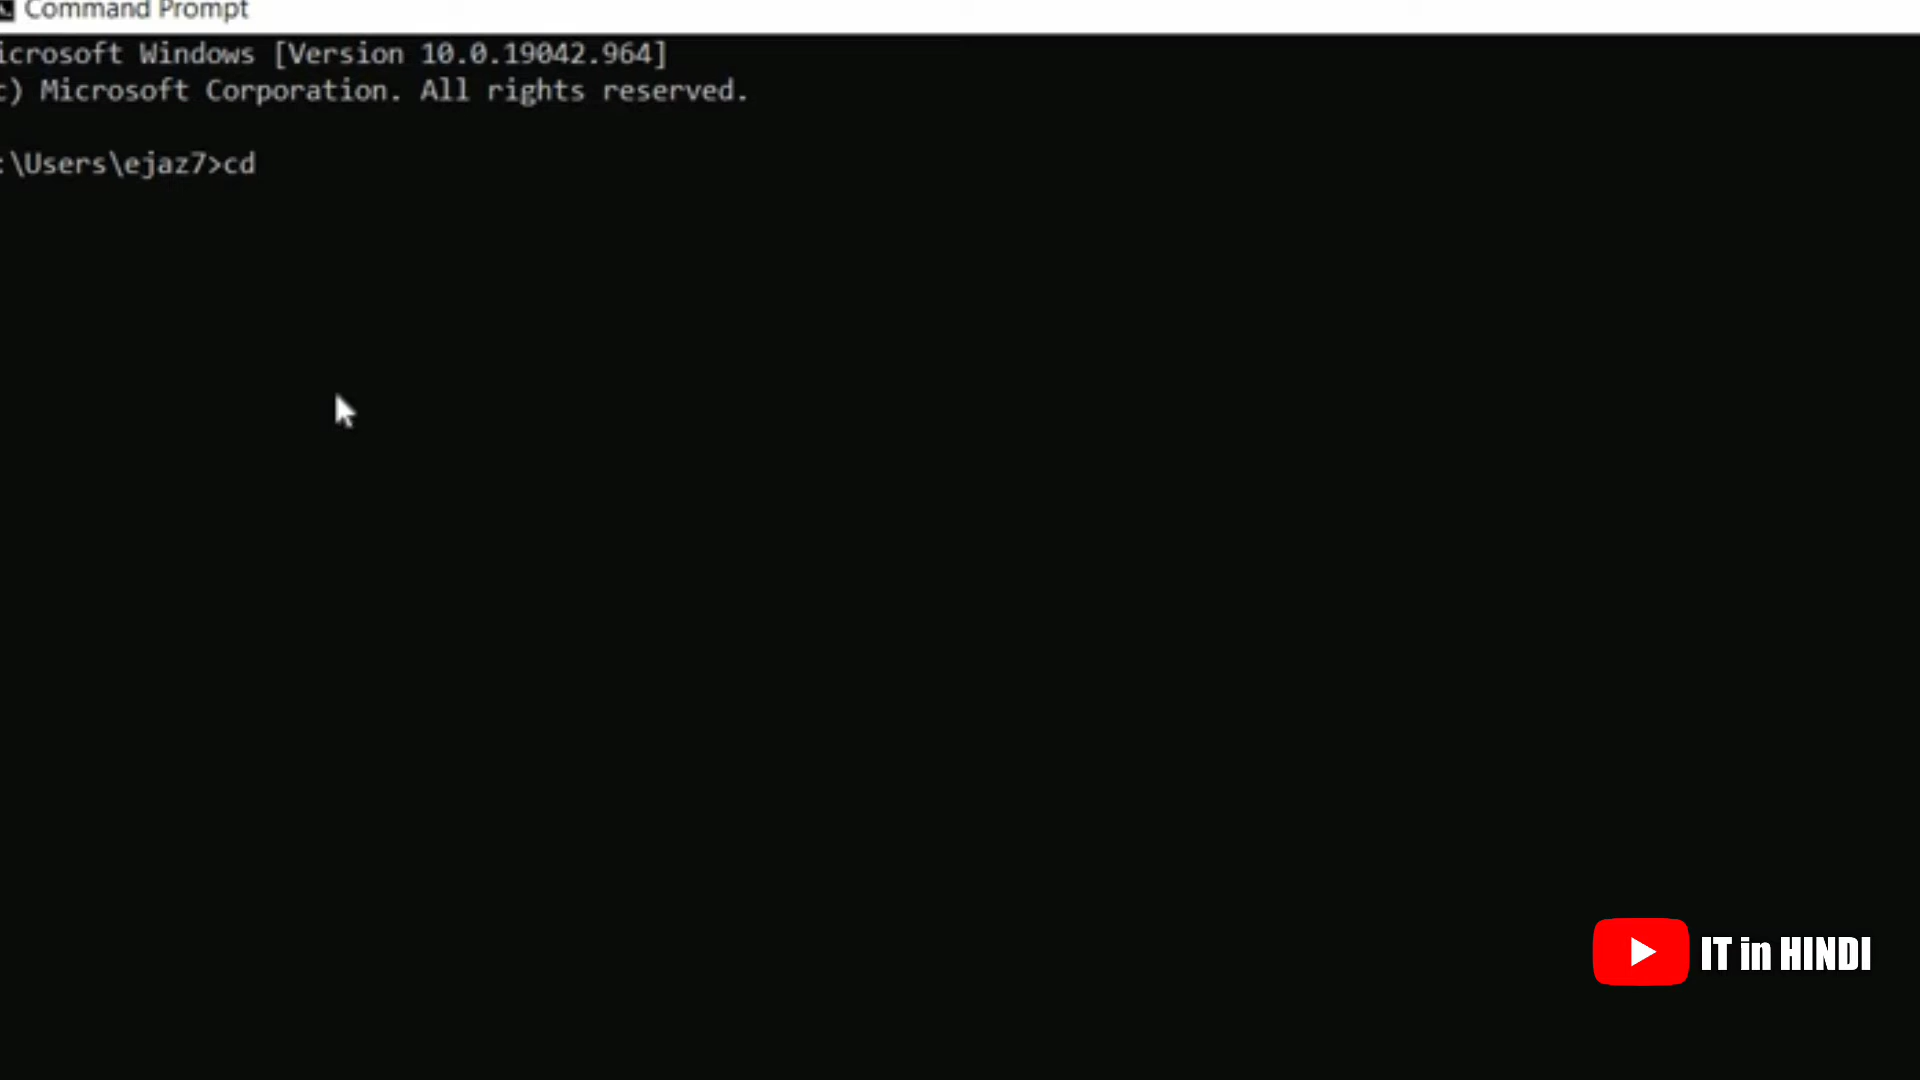 Command Prompt
icrosoft Windows [Version 10.0.19042.964]
c) Microsoft Corporation. All rights reserved.
:\Users\ejaz7>cd
IT in HINDI